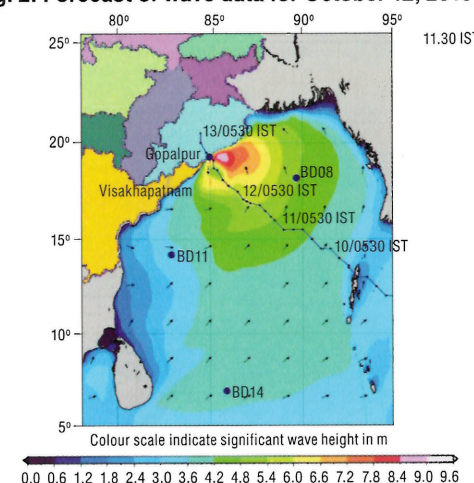 80° 85° 90° 95°
11.30 IST
25°
20°
15°
10°
5°
13/0530 IST
Gopalpur
BD08
Visakhapatnam
12/0530 IST
11/0530 IST
10/0530 IST
BD11
BD14
Colour scale indicate significant wave height in m
0.0 0.6 1.2 1.8 2.4 3.0 3.6 4.2 4.8 5.4 6.0 6.6 7.2 7.8 8.4 9.0 9.6